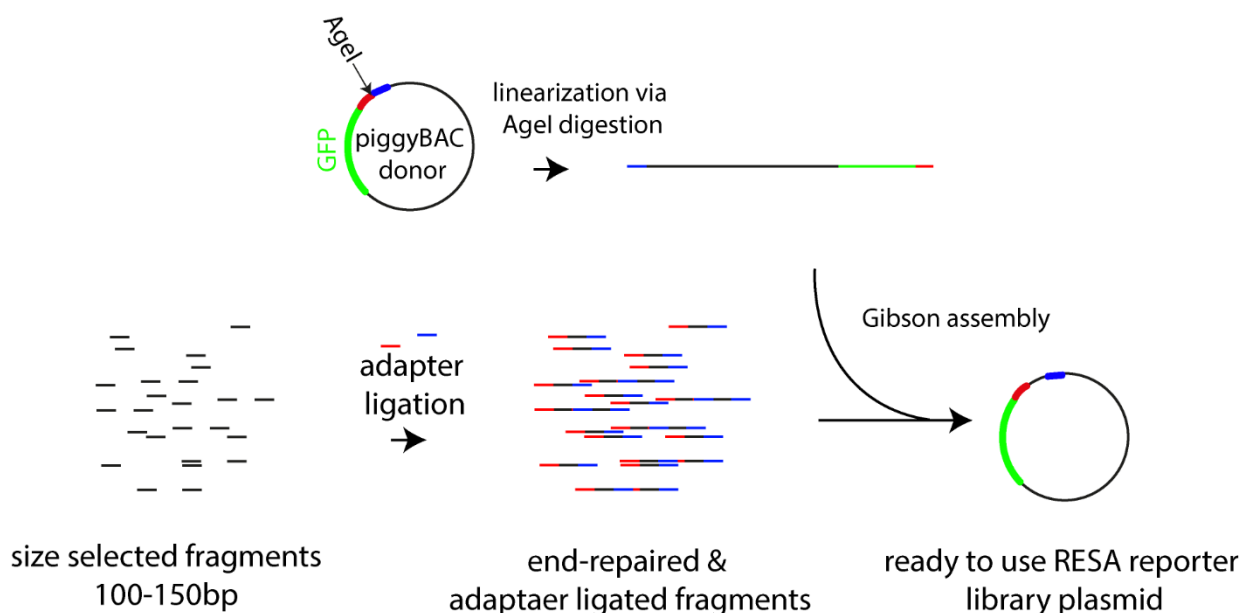 AgeI
GFP
piggyBAC
donor
linearization via
AgeI digestion
adapter
ligation
Gibson assembly
size selected fragments
100-150bp
end-repaired &
adaptaer ligated fragments
ready to use RESA reporter
library plasmid